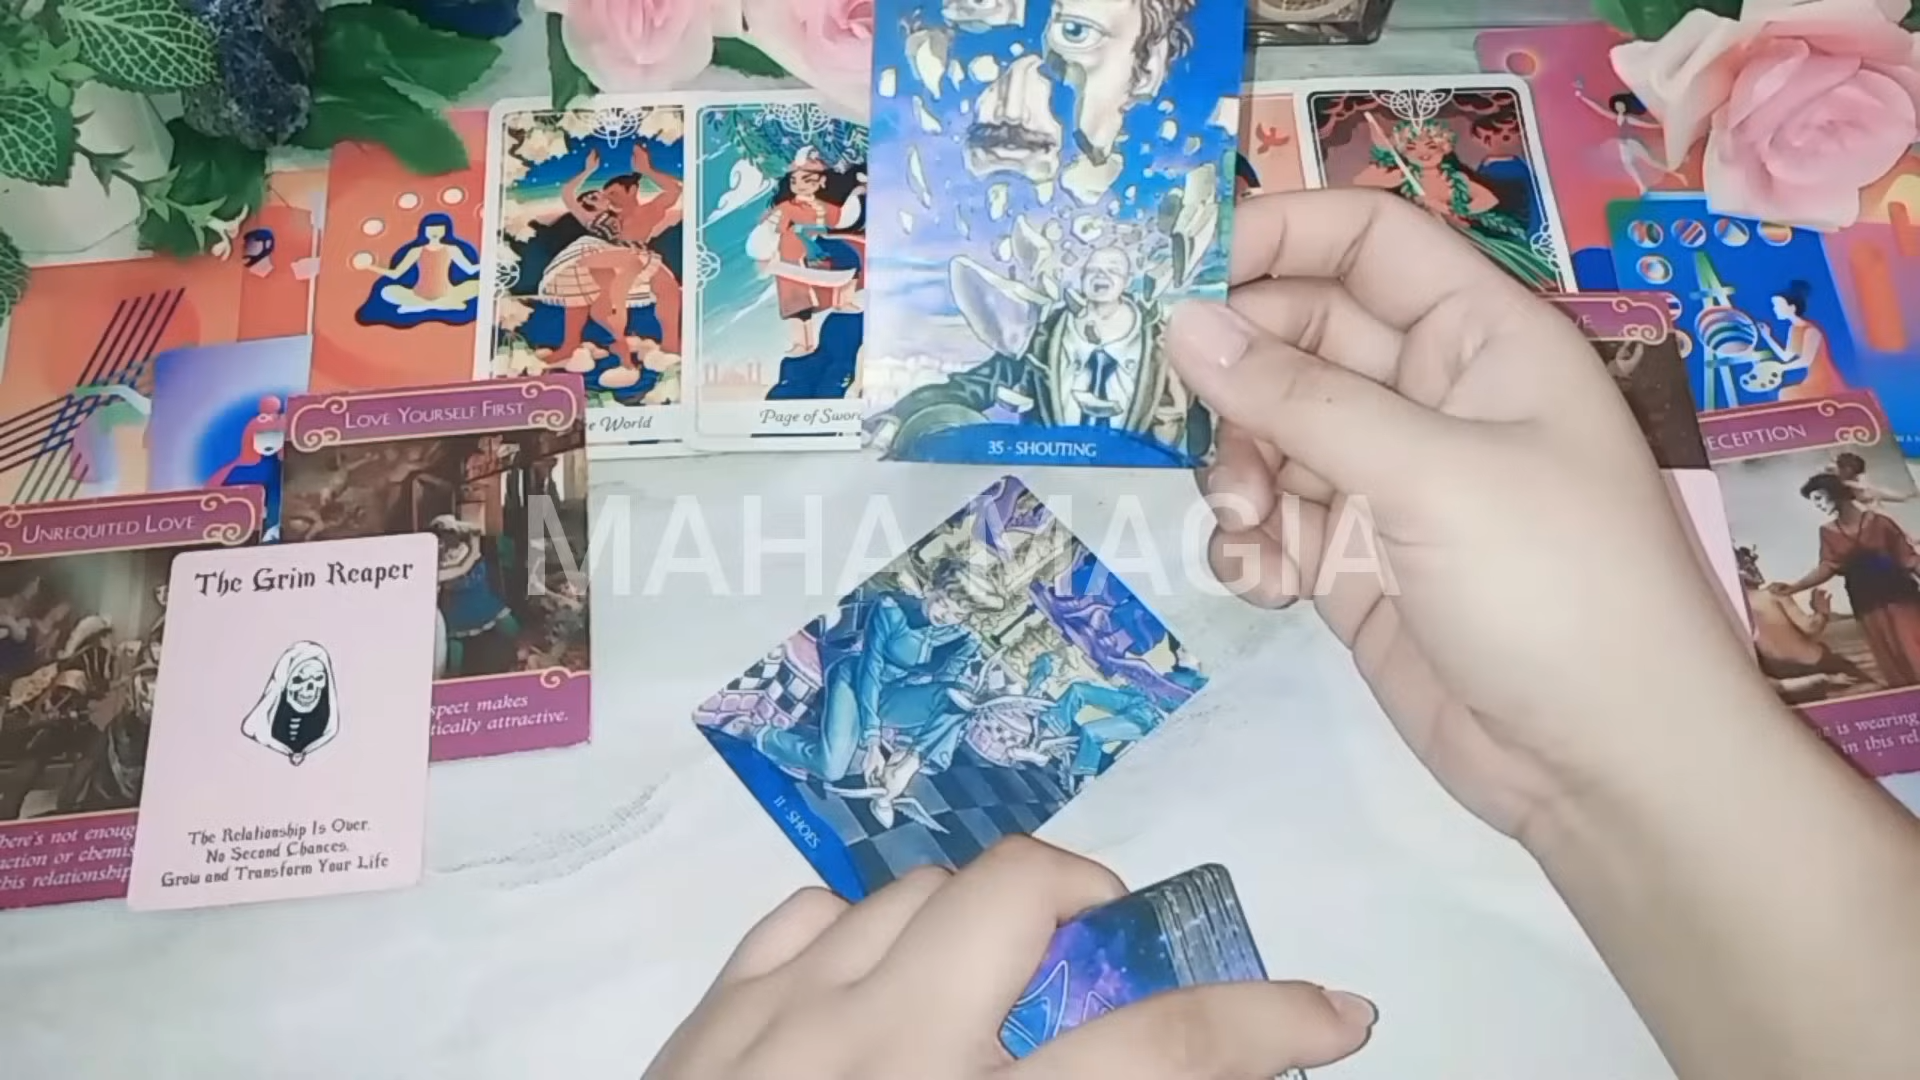 LOVE YOURSELF FIRST
World
Page of Swor
35 - SHOUTING
ECEPTION
UNREQUITED LOVE
MAHA MAGIA
The Grim Reaper
11 - SHOES
spect makes
tically attractive.
is wearing
in this rel
The Relationship Is Over.
No Second Chances.
Grow and Transform Your Life
here's not enoug
action or chemis
his relationship